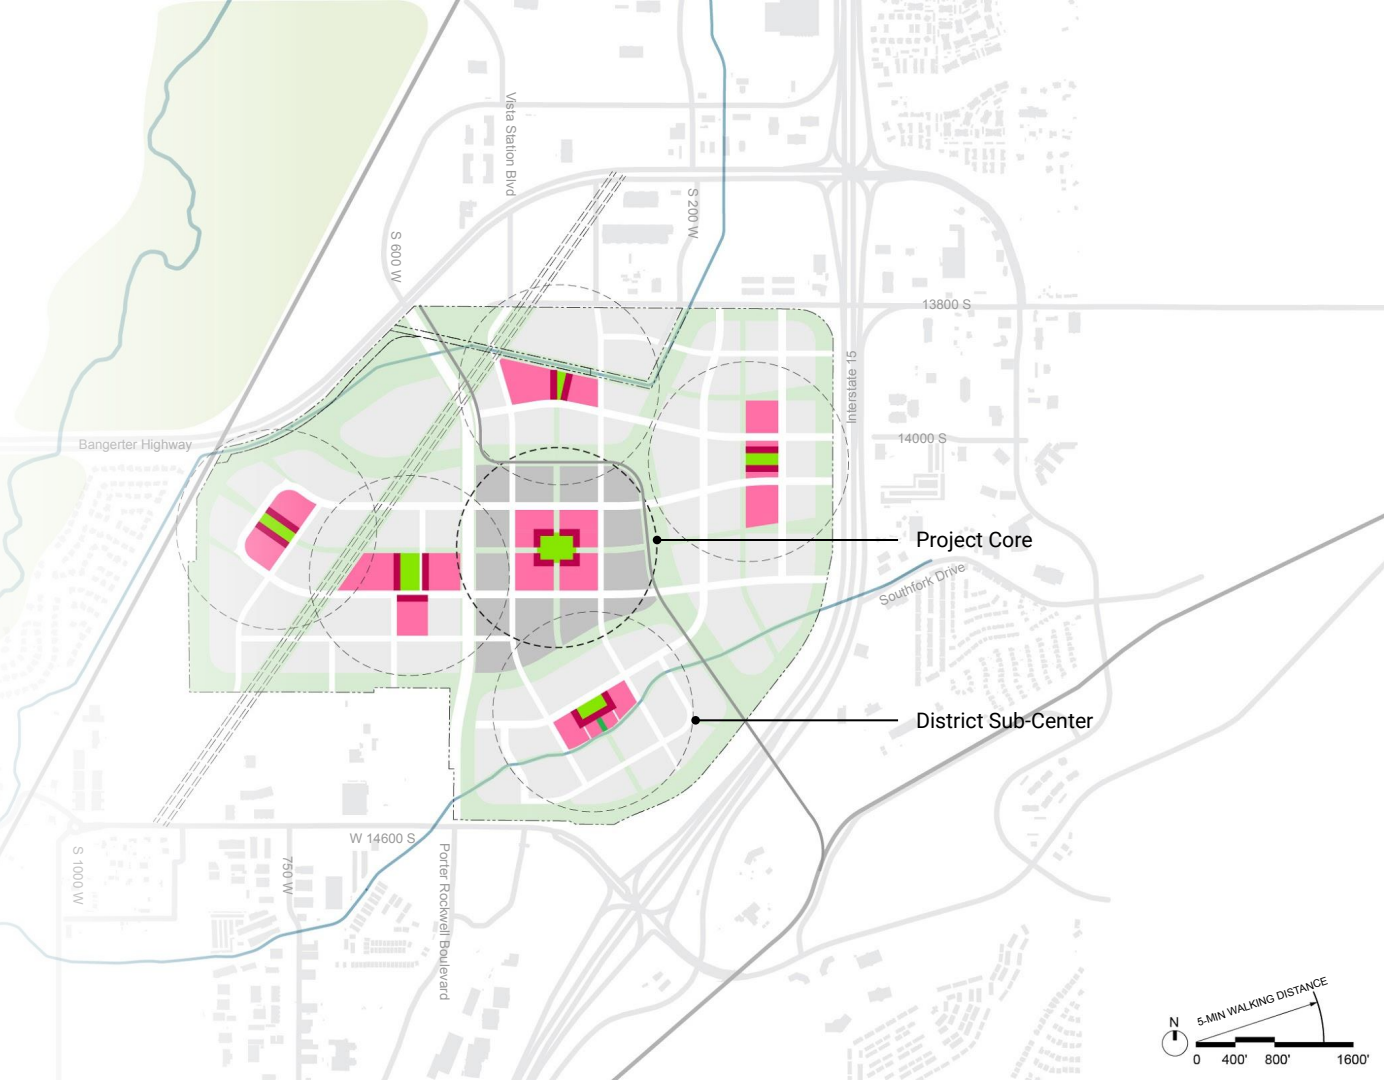 Vista Station Blvd
S 200 W
S 600 W
13800 S
Interstate 15
Bangerter Highway
14000 S
Project Core
Southfork Drive
District Sub-Center
W 14600 S
S 1000 W
750 W
Porter Rockwell Boulevard
5-MIN WALKING DISTANCE
N
0 400' 800' 1600'